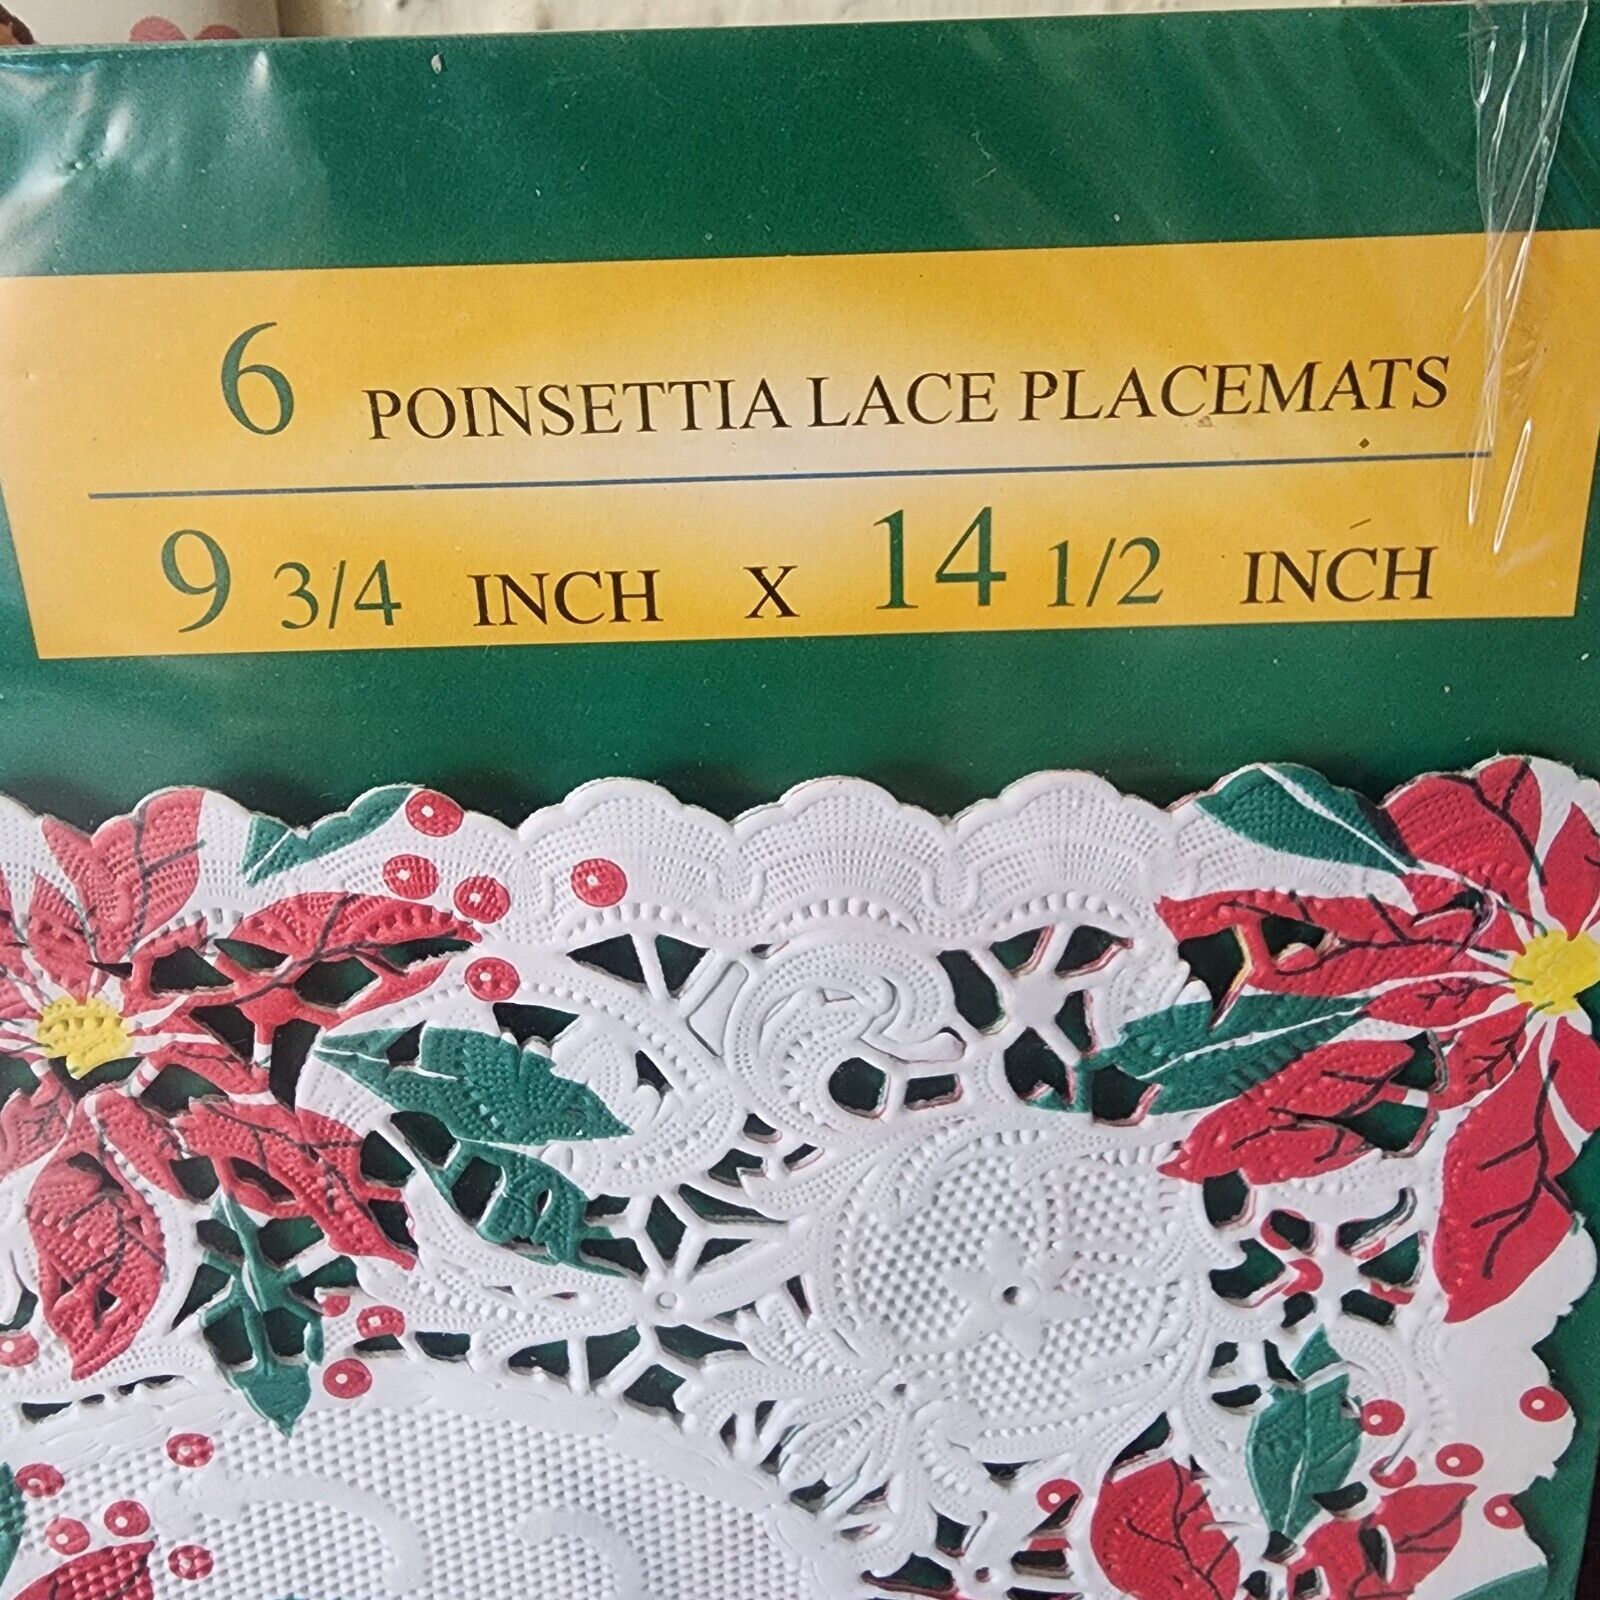 6 POINSETTIA LACE PLACEMATS
9 3/4 INCH X 14 1/2 INCH